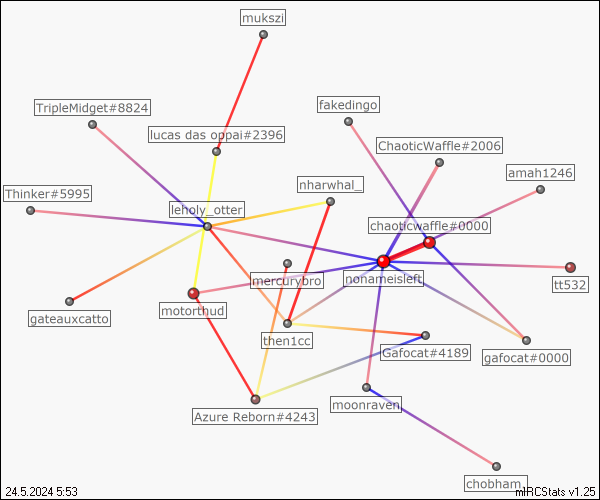 mukszi
TripleMidget#8824
fakedingo
lucas das oppai#2396
ChaoticWaffle#2006
amah1246
nharwhal_
Thinker#5995
leholy_otter
chaoticwaffle#0000
mercurybro
nonameisleft
tt532
motorthud
gateauxcatto
then1cc
Gafocat#4189
gafocat#0000
moonraven
Azure Reborn#4243
chobham_
24.5.2024 5:53
mIRCStats v1.25